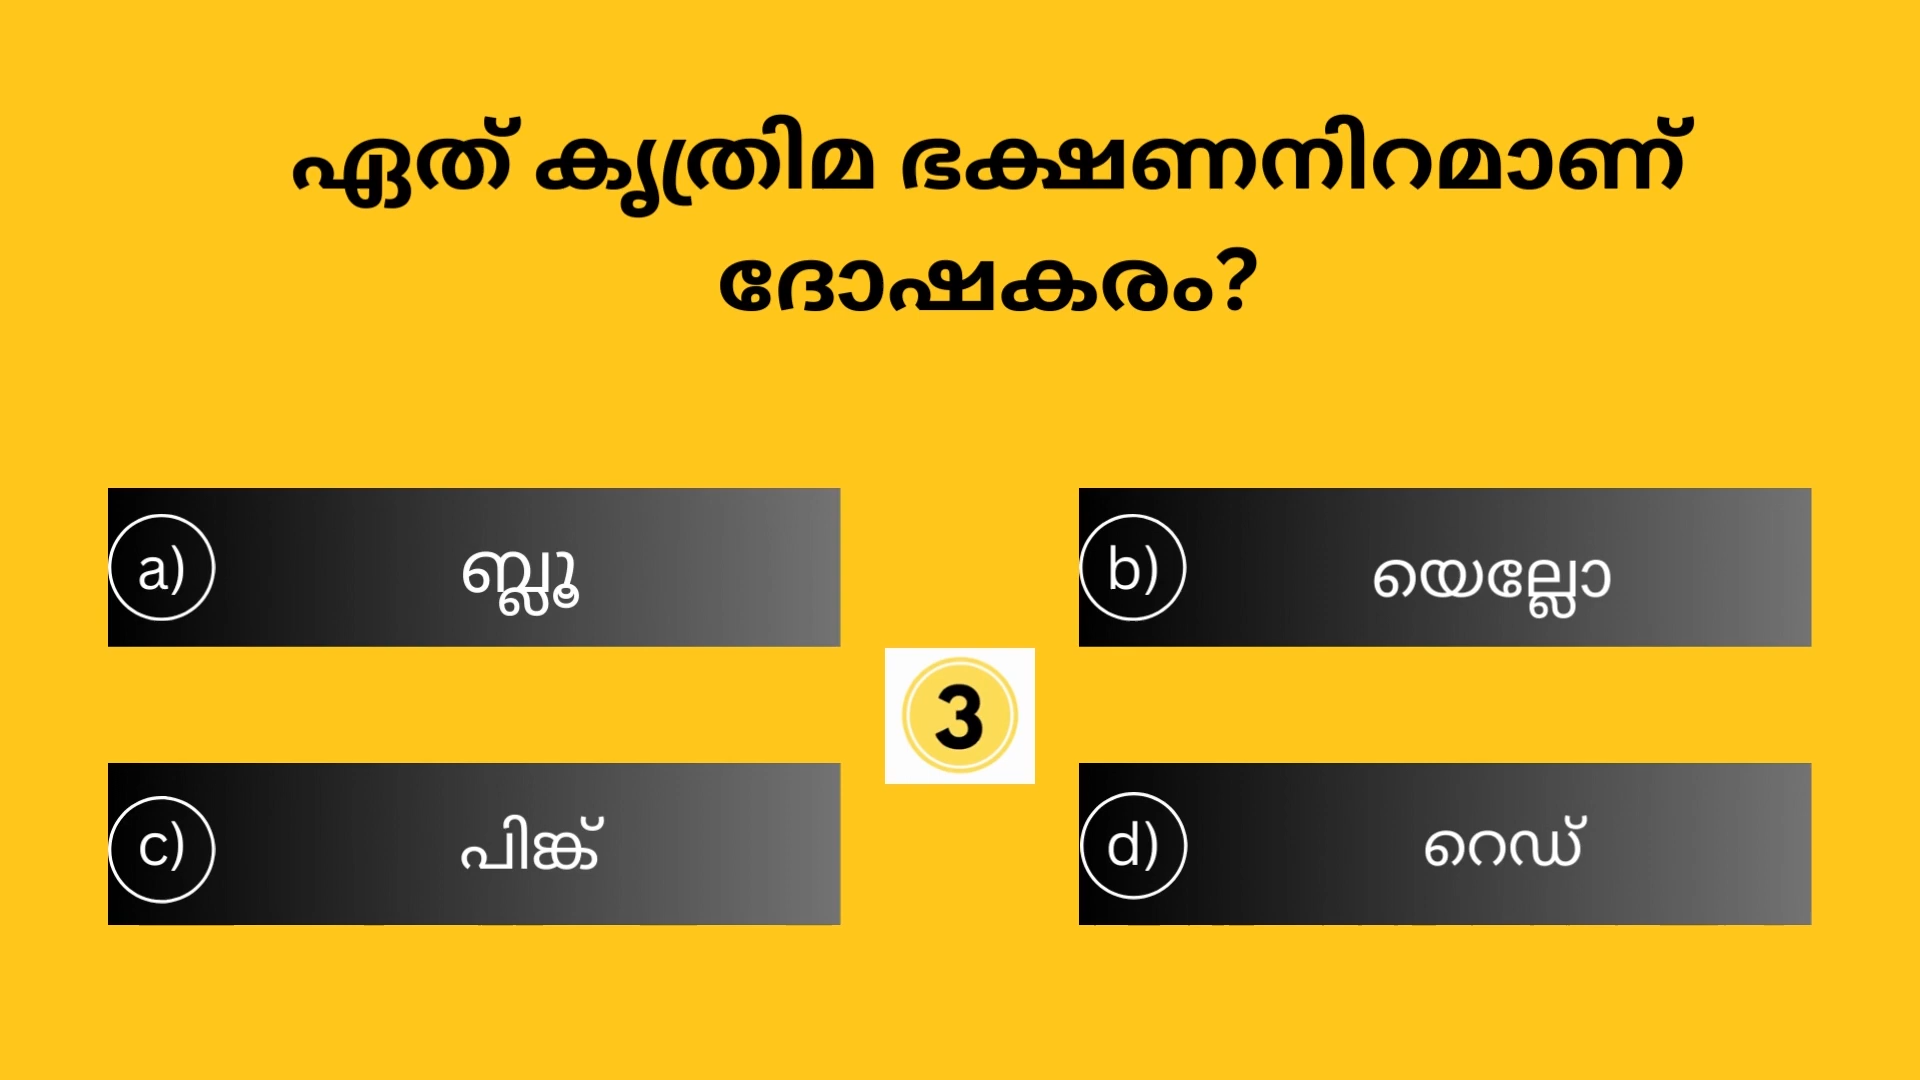 ഏത് കൃത്രിമ ഭക്ഷണനിറമാണ്
ദോഷകരം?
a) ബ്ലൂ
b) യെല്ലോ
3
c) പിങ്ക്
d) റെഡ്